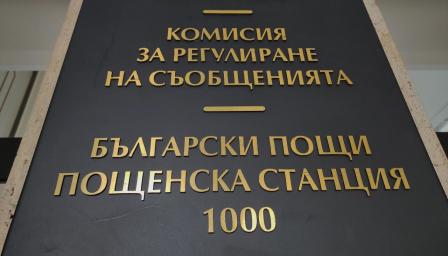 КОМИСИЯ
ЗА РЕГУЛИРАНЕ
НА СЪОБЩЕНИЯТА
БЪЛГАРСКИ ПОЩИ
ПОЩЕНСКА СТАНЦИЯ
1000